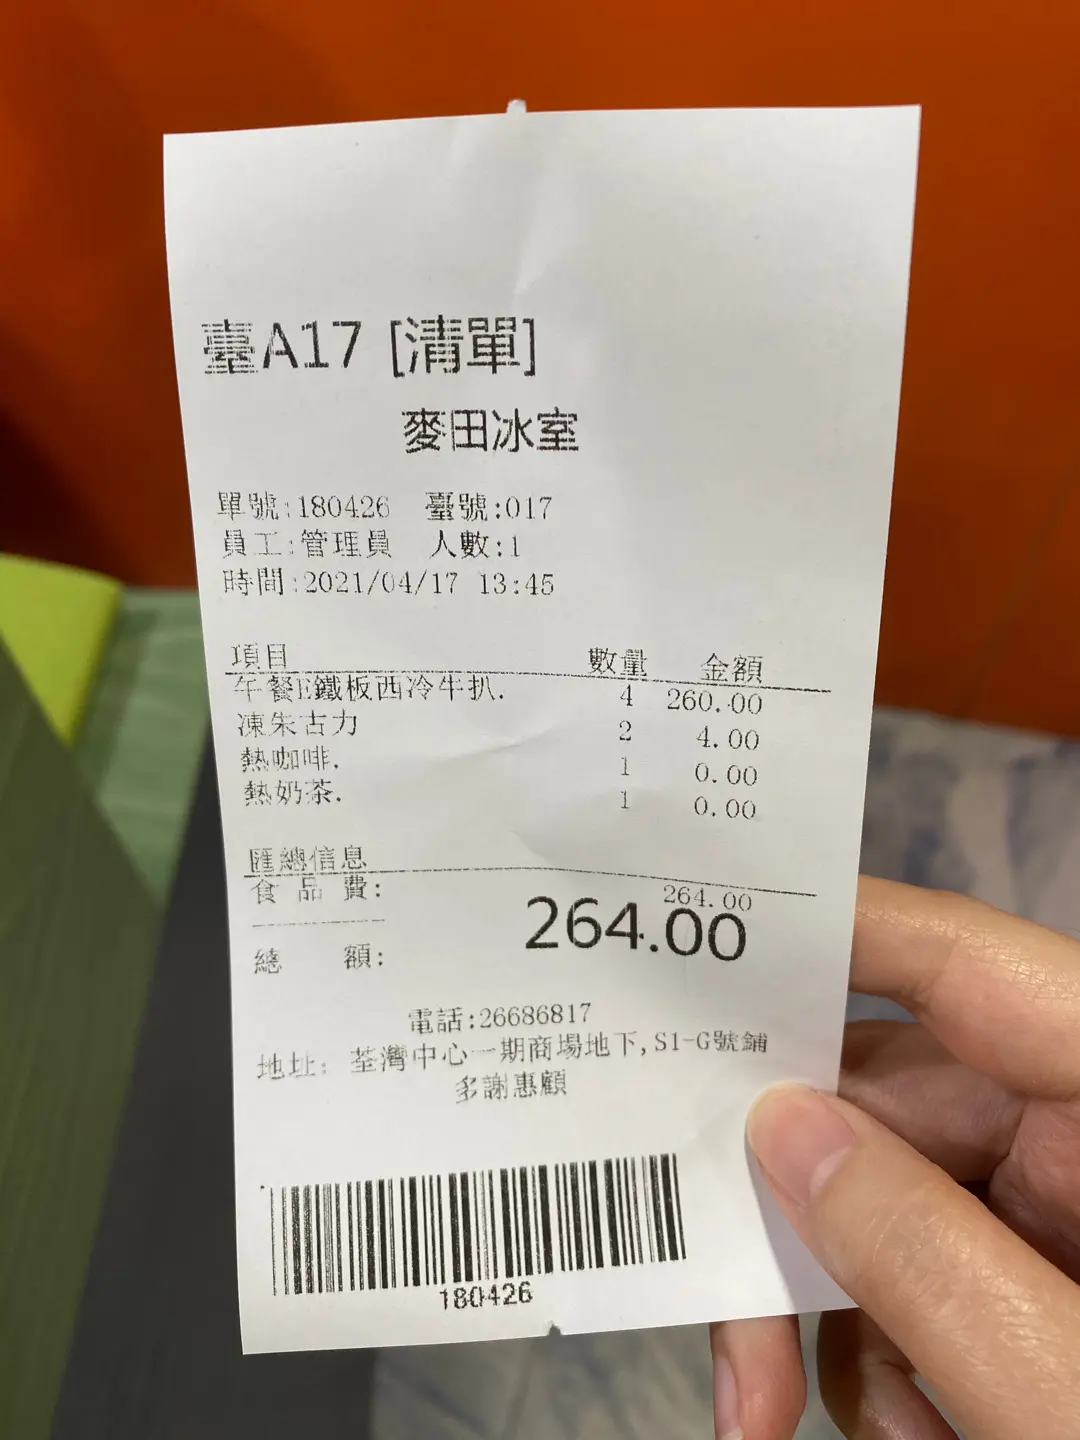 臺A17 [清單]
麥田冰室
單號:180426 臺號:017
員工:管理員 人數:1
時間:2021/04/17 13:45
項目 數量 金額
午餐E鐵板西冷牛扒. 4 260.00
凍朱古力 2 4.00
熱咖啡. 1 0.00
熱奶茶. 1 0.00
匯總信息
食品費: 264.00
總額: 264.00
電話:26686817
地址: 荃灣中心一期商場地下,S1-G號鋪
多謝惠顧
180426